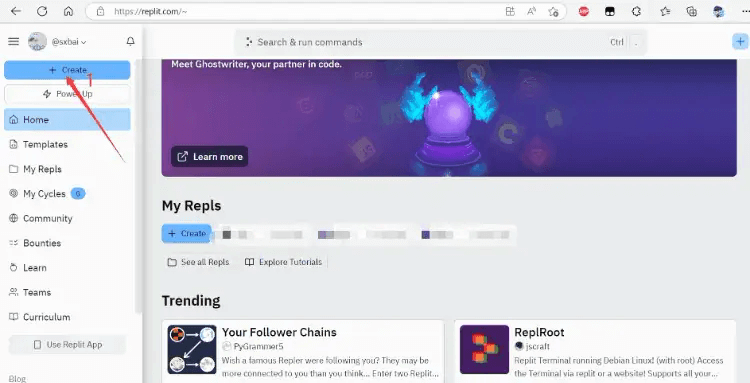 https://replit.com/~
@sxbai
Search & run commands
Ctrl .
+ Create
1
Power Up
Home
Templates
My Repls
My Cycles
Community
Bounties
Learn
Teams
Curriculum
Use Replit App
Blog
Meet Ghostwriter, your partner in code.
Learn more
My Repls
+ Create
See all Repls
Explore Tutorials
Trending
Your Follower Chains
PyGrammer5
Wish a famous Repler were following you? They may be
more connected to you than you think... Enter two Replit...
ReplRoot
jscraft
Replit Terminal running Debian Linux! (with root) Access
the Terminal via replit or a website! Supports all your...